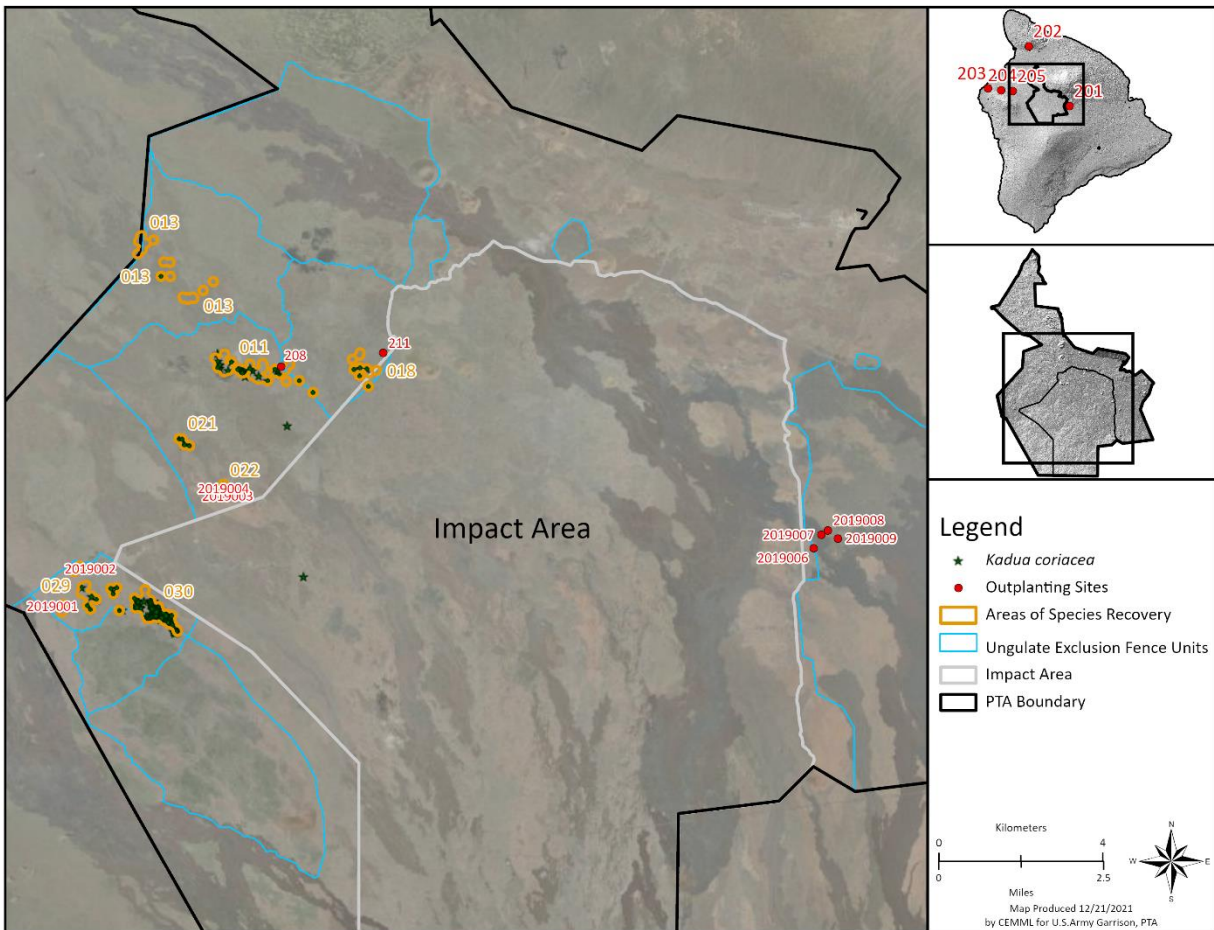 013
013
013
011
208
211
018
021
022
2019004
2019003
Impact Area
2019008
2019007
2019009
2019006
2019002
029
030
2019001
202
203
204
205
201
Legend
Kadua coriacea
Outplanting Sites
Areas of Species Recovery
Ungulate Exclusion Fence Units
Impact Area
PTA Boundary
Kilometers
0 4
0 2.5
Miles
N
W E
S
Map Produced 12/21/2021
by CEMML for U.S.Army Garrison, PTA